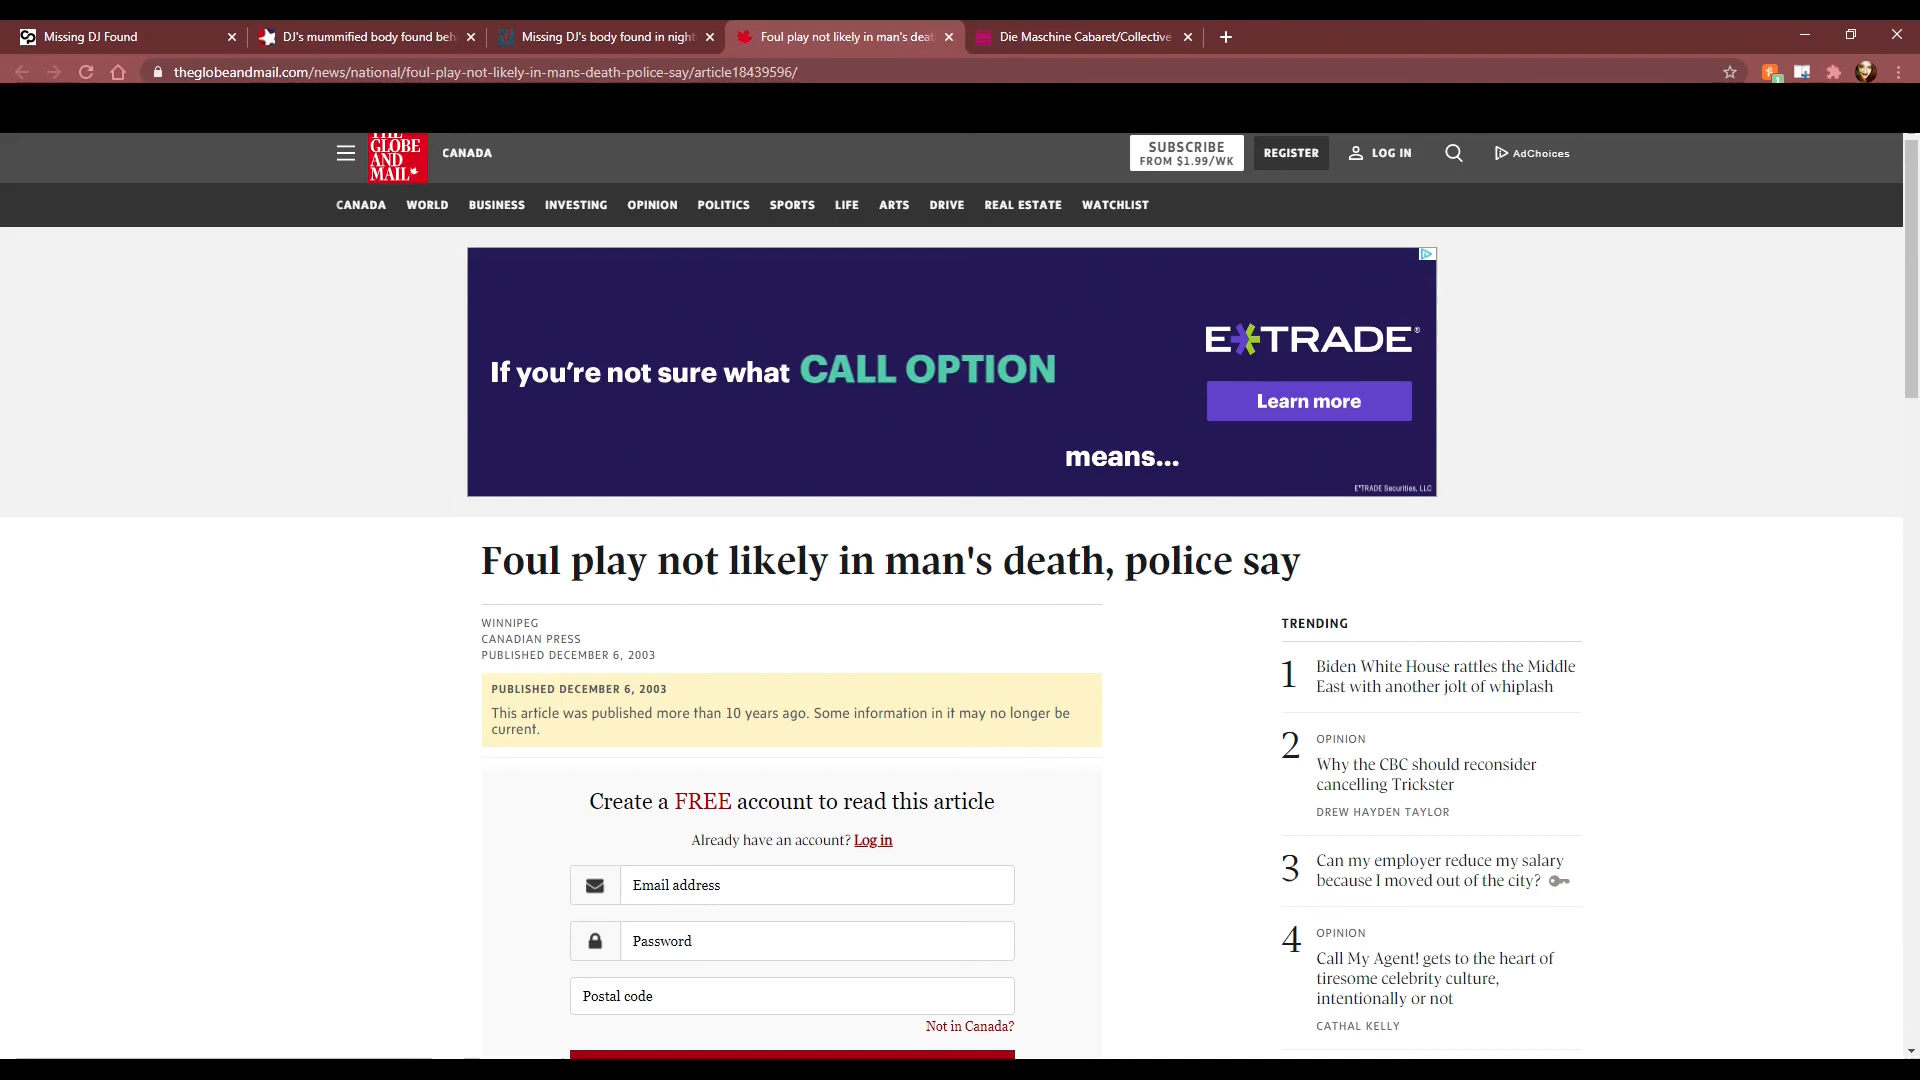 Missing DJ Found
DJ's mummified body found beh
Missing DJ's body found in night
Foul play not likely in man's deat
Die Maschine Cabaret/Collective
theglobeandmail.com/news/national/foul-play-not-likely-in-mans-death-police-say/article18439596/
THE
GLOBE
AND
MAIL
CANADA
SUBSCRIBE
FROM $1.99/WK
REGISTER
LOG IN
AdChoices
CANADA WORLD BUSINESS INVESTING OPINION POLITICS SPORTS LIFE ARTS DRIVE REAL ESTATE WATCHLIST
If you're not sure what CALL OPTION
means...
E*TRADE®
Learn more
E*TRADE Securities, LLC
Foul play not likely in man's death, police say
WINNIPEG
CANADIAN PRESS
PUBLISHED DECEMBER 6, 2003
PUBLISHED DECEMBER 6, 2003
This article was published more than 10 years ago. Some information in it may no longer be
current.
Create a FREE account to read this article
Already have an account? Log in
Email address
Password
Postal code
Not in Canada?
TRENDING
1
Biden White House rattles the Middle
East with another jolt of whiplash
2
OPINION
Why the CBC should reconsider
cancelling Trickster
DREW HAYDEN TAYLOR
3
Can my employer reduce my salary
because I moved out of the city?
4
OPINION
Call My Agent! gets to the heart of
tiresome celebrity culture,
intentionally or not
CATHAL KELLY